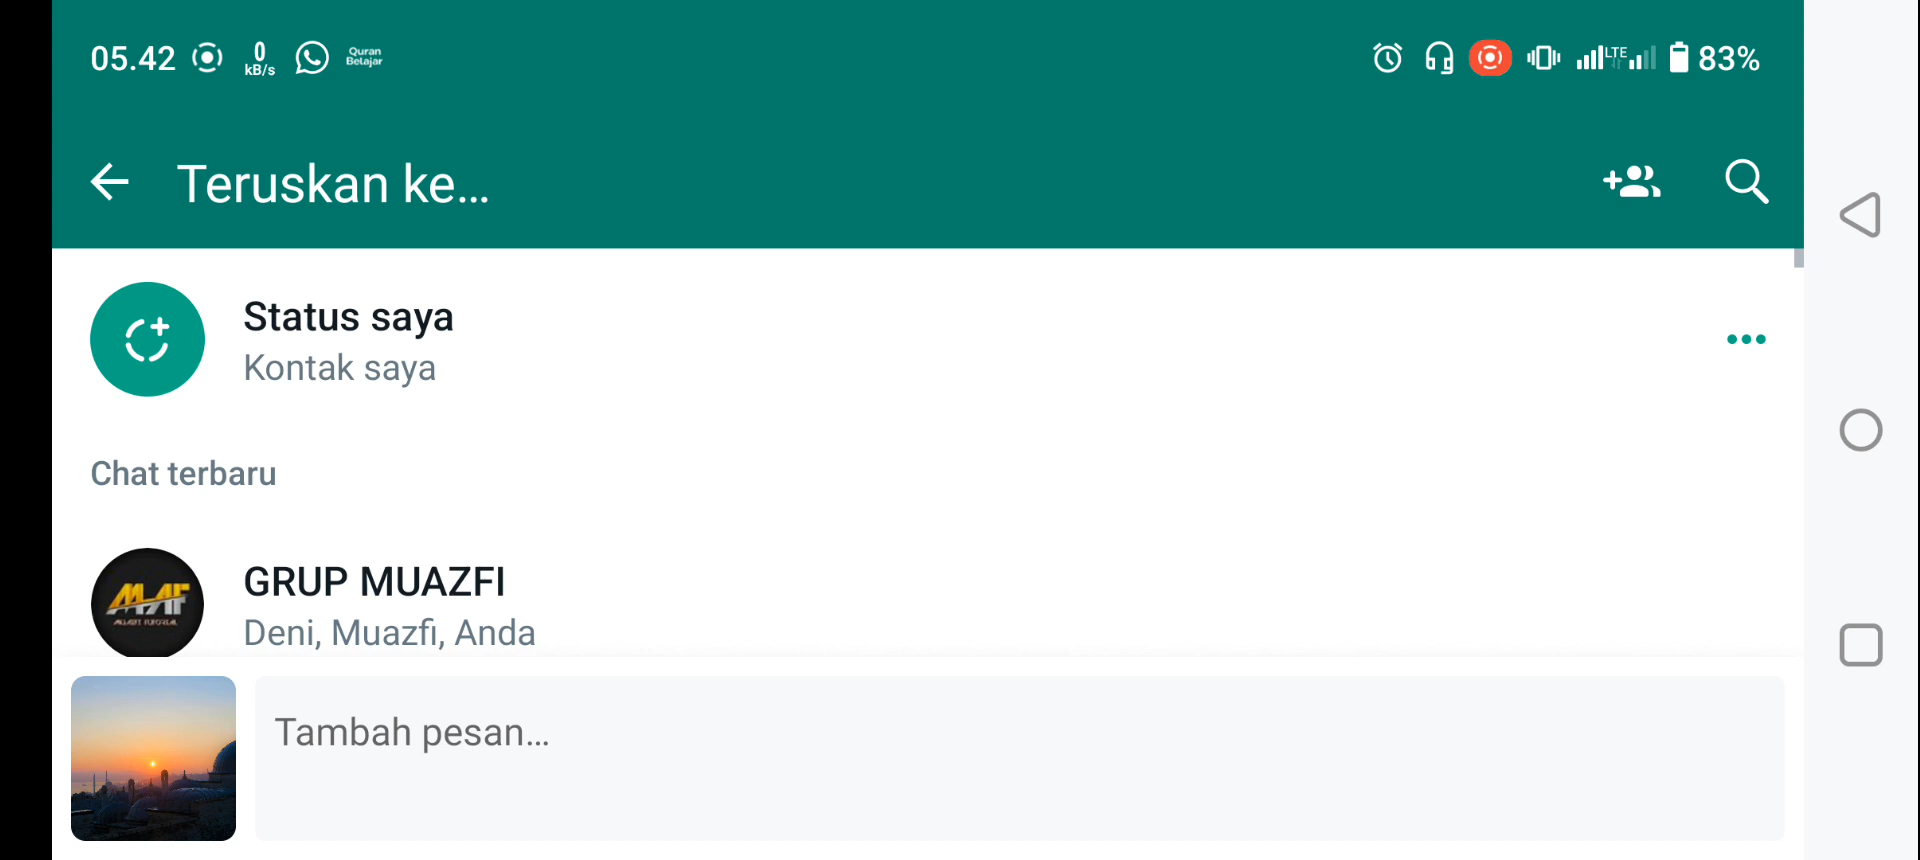 05.42 0 kB/s Quran Belajar LTE 83%
Teruskan ke...
Status saya
Kontak saya
Chat terbaru
GRUP MUAZFI
Deni, Muazfi, Anda
Tambah pesan...